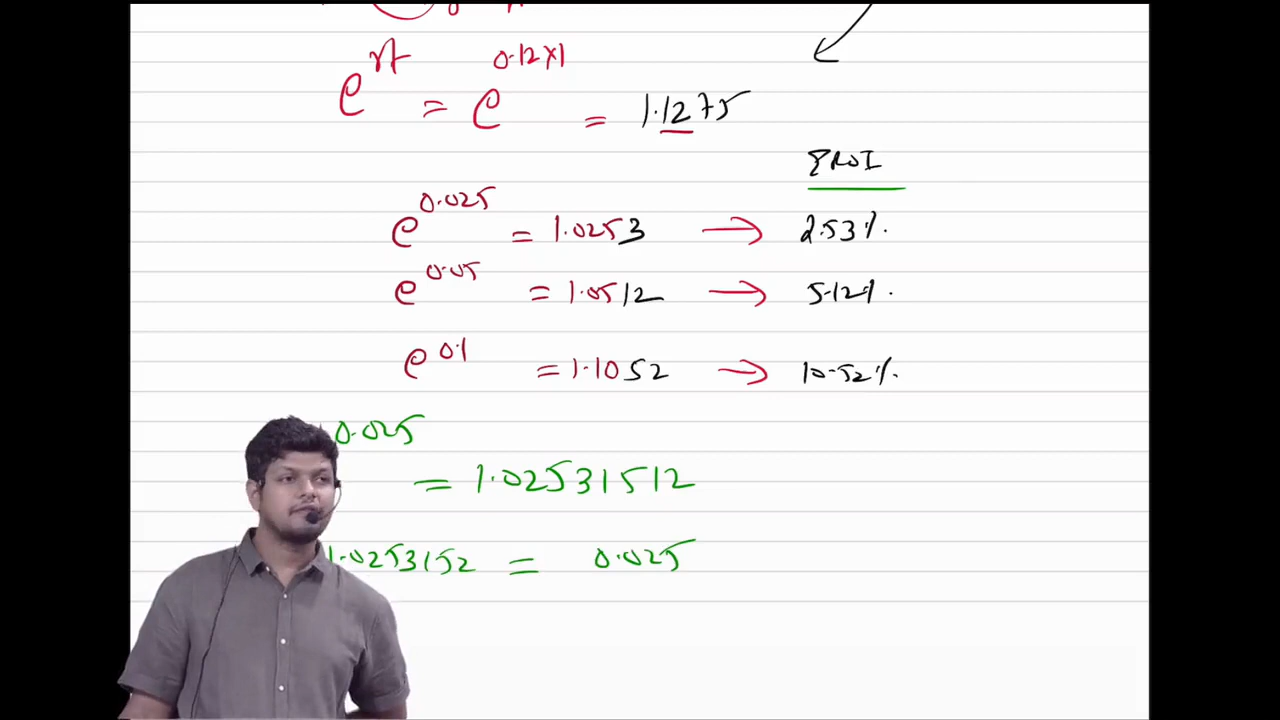 e^rt = e^0.12×1 = 1.1275
EROI
e^0.025 = 1.0253 → 2.53%.
e^0.05 = 1.0512 → 5.12%.
e^0.1 = 1.1052 → 10.52%.
0.025
= 1.02531512
1.0253152 = 0.025